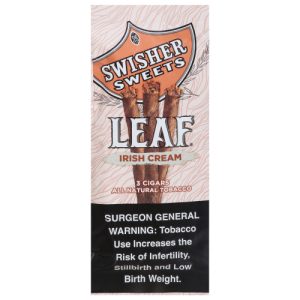 SWISHER
SWEETS
LEAF
IRISH CREAM
3 CIGARS
ALL NATURAL TOBACCO
SURGEON GENERAL
WARNING: Tobacco
Use Increases the
Risk of Infertility,
Stillbirth and Low
Birth Weight.